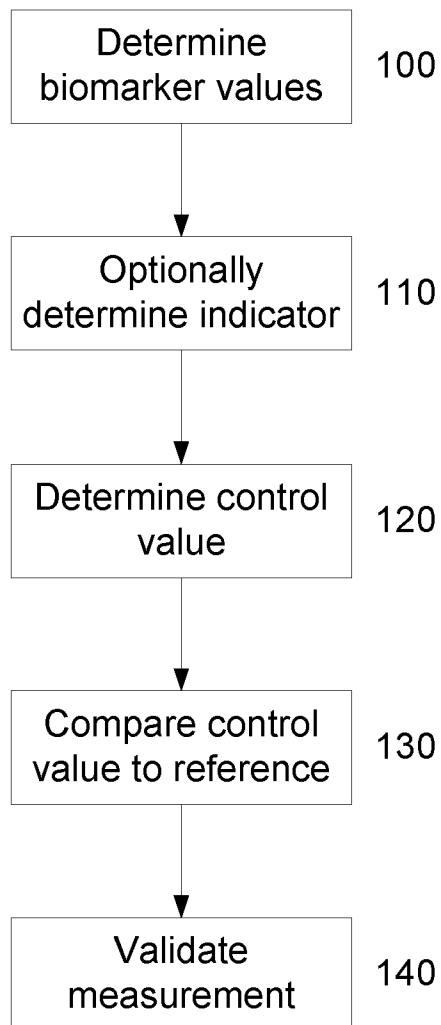 Determine
biomarker values
100
Optionally
determine indicator
110
Determine control
value
120
Compare control
value to reference
130
Validate
measurement
140